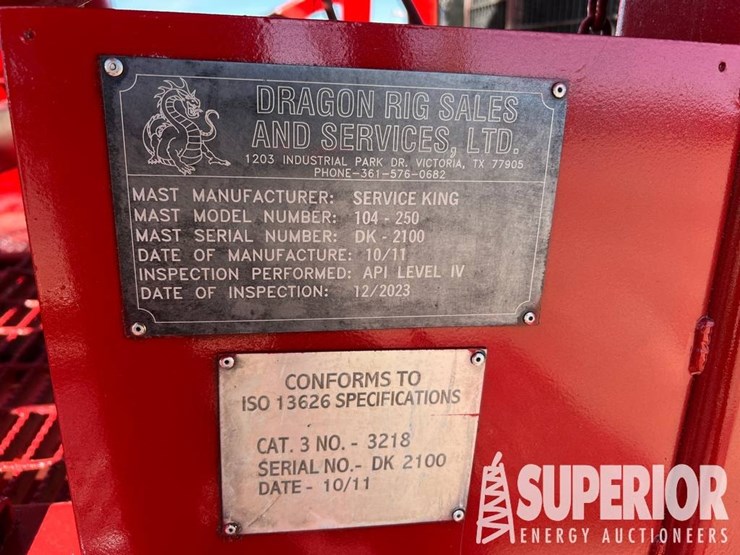 DRAGON RIG SALES
AND SERVICES, LTD.
1203 INDUSTRIAL PARK DR. VICTORIA, TX 77905
PHONE-361-576-0682
MAST MANUFACTURER: SERVICE KING
MAST MODEL NUMBER: 104 - 250
MAST SERIAL NUMBER: DK - 2100
DATE OF MANUFACTURE: 10/11
INSPECTION PERFORMED: API LEVEL IV
DATE OF INSPECTION: 12/2023
CONFORMS TO
ISO 13626 SPECIFICATIONS
CAT. 3 NO. - 3218
SERIAL NO.- DK 2100
DATE - 10/11
SUPERIOR
ENERGY AUCTIONEERS